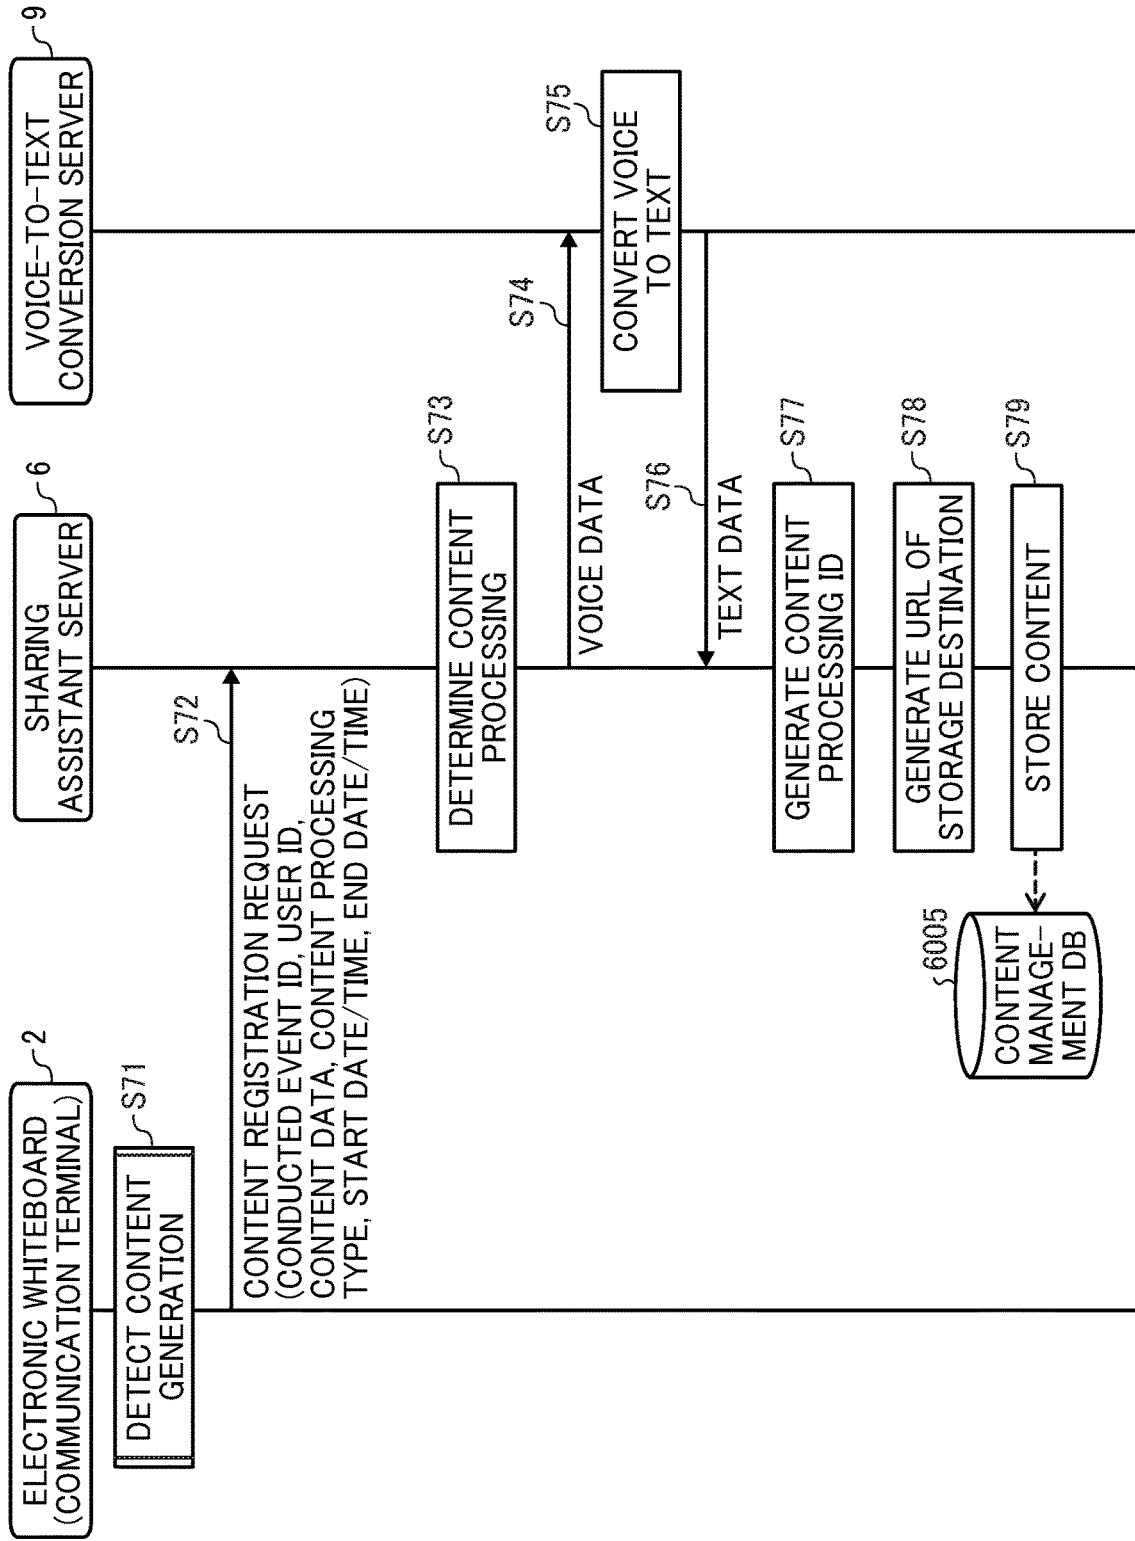 ELECTRONIC WHITEBOARD
(COMMUNICATION TERMINAL)
2
SHARING
ASSISTANT SERVER
6
VOICE-TO-TEXT
CONVERSION SERVER
9
DETECT CONTENT
GENERATION
S71
S72
CONTENT REGISTRATION REQUEST
(CONDUCTED EVENT ID, USER ID,
CONTENT DATA, CONTENT PROCESSING
TYPE, START DATE/TIME, END DATE/TIME)
DETERMINE CONTENT
PROCESSING
S73
S74
VOICE DATA
CONVERT VOICE
TO TEXT
S75
S76
TEXT DATA
GENERATE CONTENT
PROCESSING ID
S77
GENERATE URL OF
STORAGE DESTINATION
S78
STORE CONTENT
S79
6005
CONTENT
MANAGE-
MENT DB